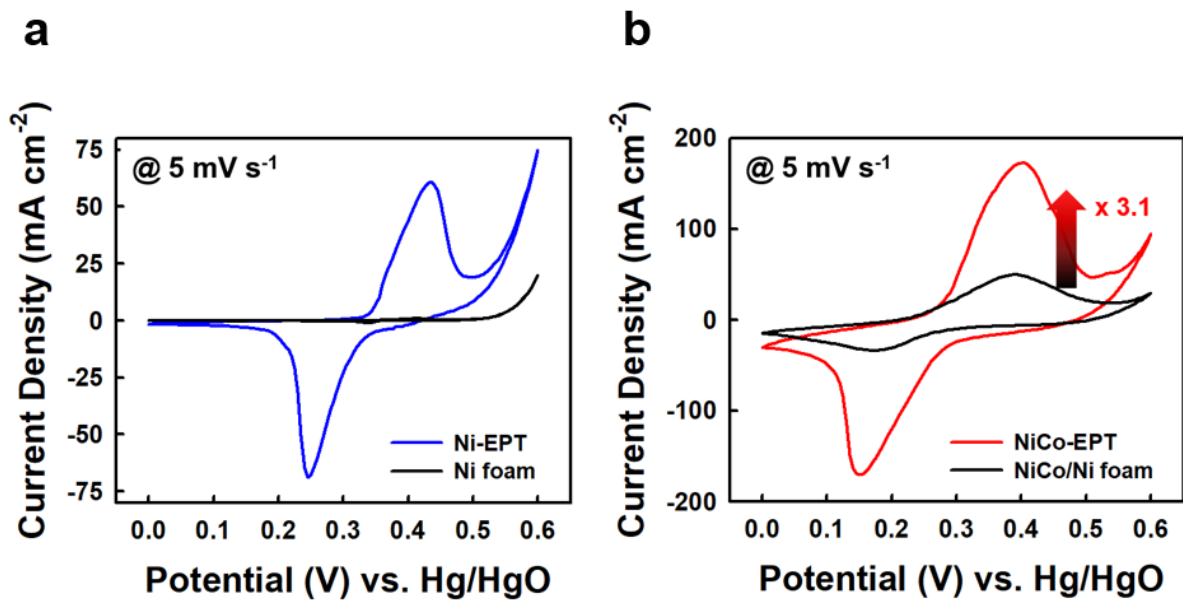 a
b
Current Density (mA cm⁻²)
75
50
25
0
-25
-50
-75
@ 5 mV s⁻¹
Ni-EPT
Ni foam
0.0 0.1 0.2 0.3 0.4 0.5 0.6
Potential (V) vs. Hg/HgO
Current Density (mA cm⁻²)
200
100
0
-100
-200
@ 5 mV s⁻¹
x 3.1
NiCo-EPT
NiCo/Ni foam
0.0 0.1 0.2 0.3 0.4 0.5 0.6
Potential (V) vs. Hg/HgO